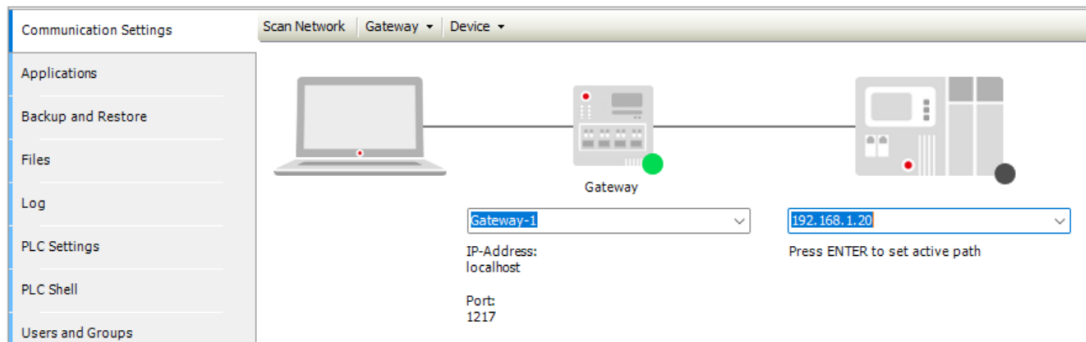 Communication Settings
Scan Network
Gateway
Device
Applications
Backup and Restore
Files
Log
PLC Settings
PLC Shell
Users and Groups
Gateway
Gateway-1
IP-Address:
localhost
Port:
1217
192.168.1.20
Press ENTER to set active path